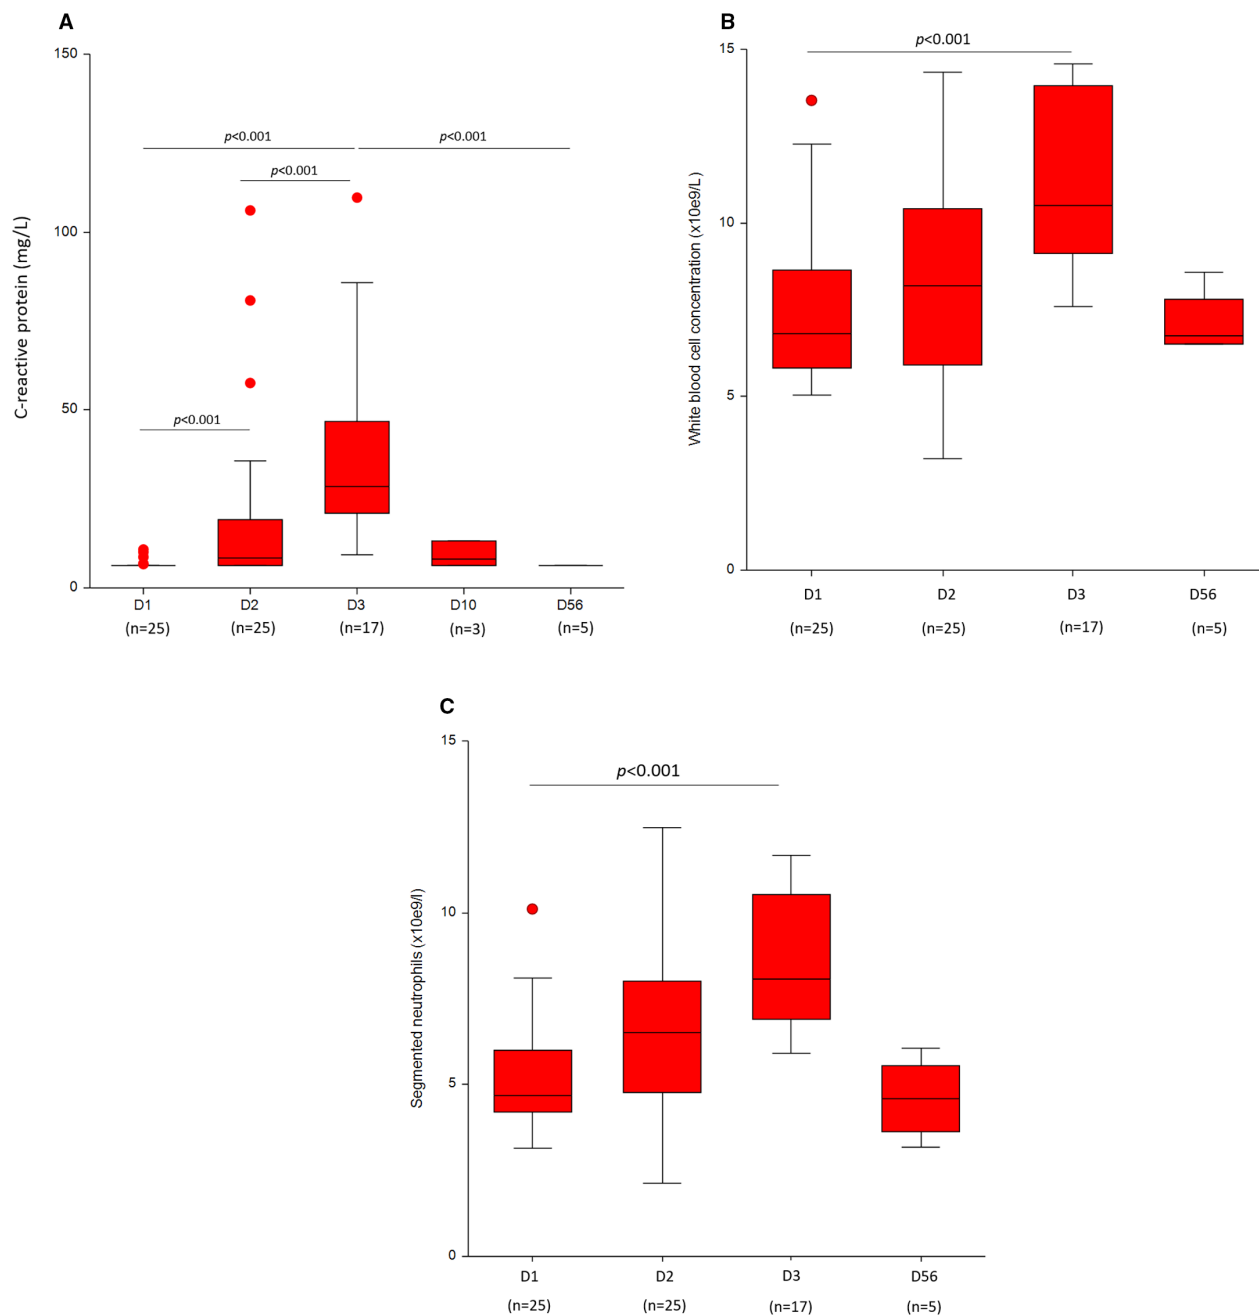 A
C-reactive protein (mg/L)
150
100
50
0
p<0.001
p<0.001
p<0.001
p<0.001
D1 D2 D3 D10 D56
(n=25) (n=25) (n=17) (n=3) (n=5)
B
White blood cell concentration (x10e9/L)
15
10
5
0
p<0.001
D1 D2 D3 D56
(n=25) (n=25) (n=17) (n=5)
C
Segmented neutrophils (x10e9/l)
15
10
5
0
p<0.001
D1 D2 D3 D56
(n=25) (n=25) (n=17) (n=5)